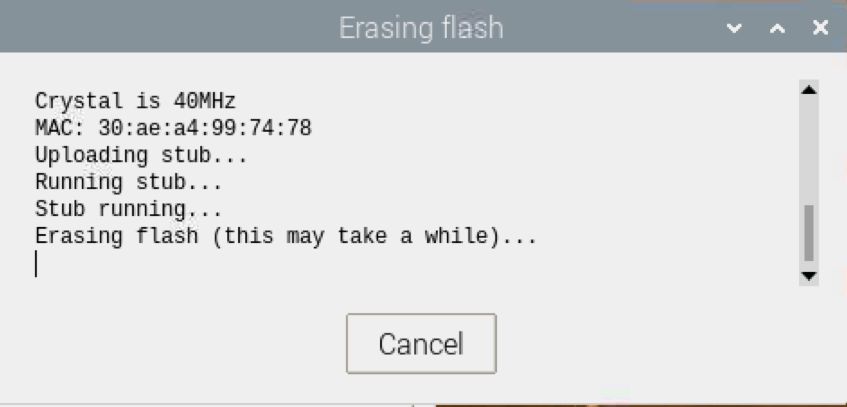 Erasing flash
Crystal is 40MHz
MAC: 30:ae:a4:99:74:78
Uploading stub...
Running stub...
Stub running...
Erasing flash (this may take a while)...
Cancel